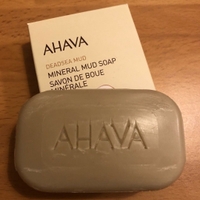 AHAVA
DEADSEA MUD
MINERAL MUD SOAP
SAVON DE BOUE
MINÉRALE
AHAVA